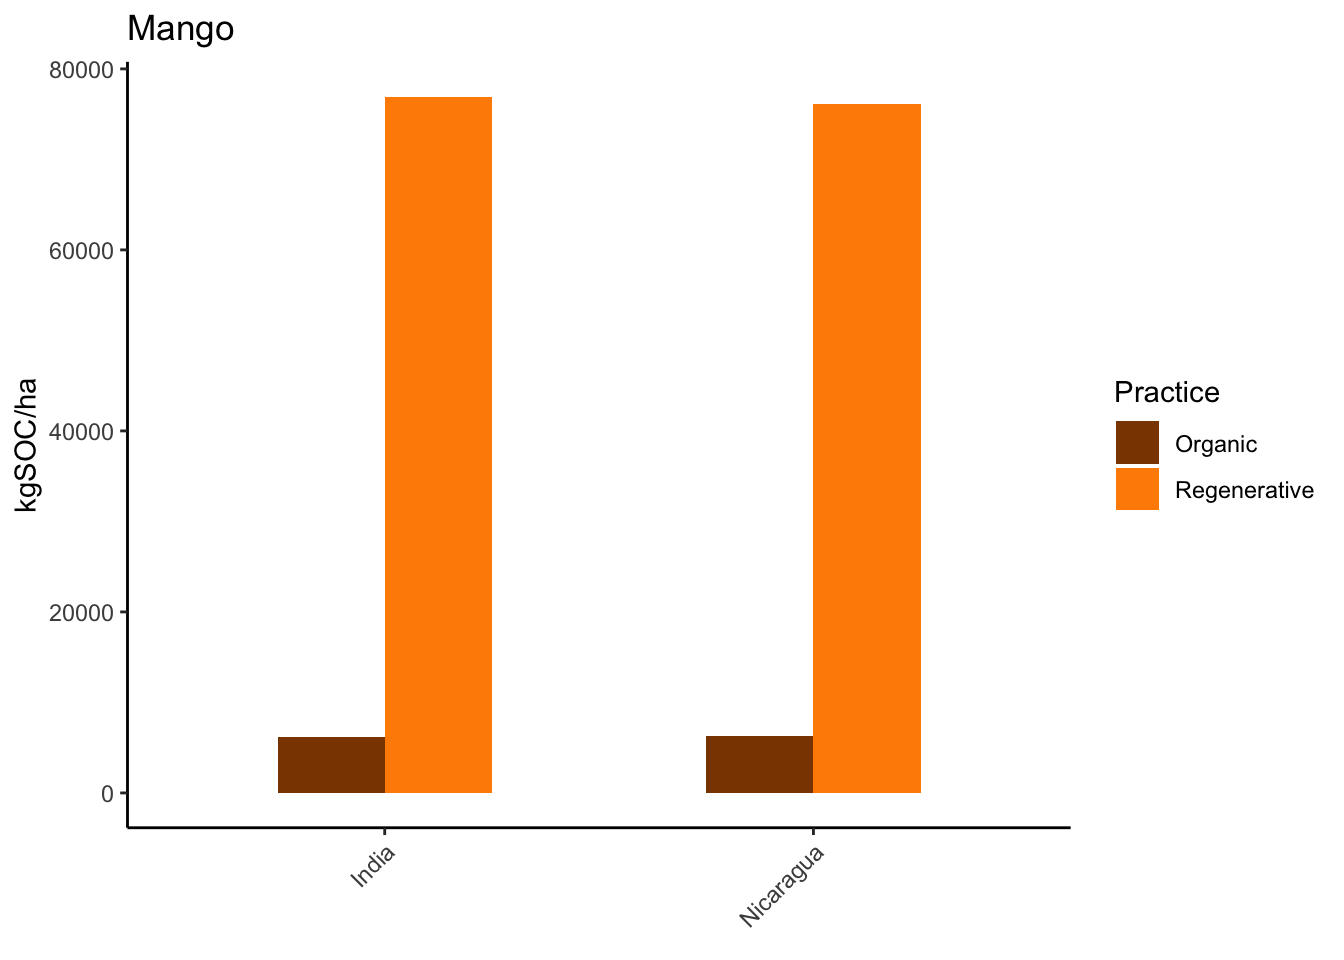 Mango
80000
60000
40000
20000
0
kgSOC/ha
India
Nicaragua
Practice
Organic
Regenerative